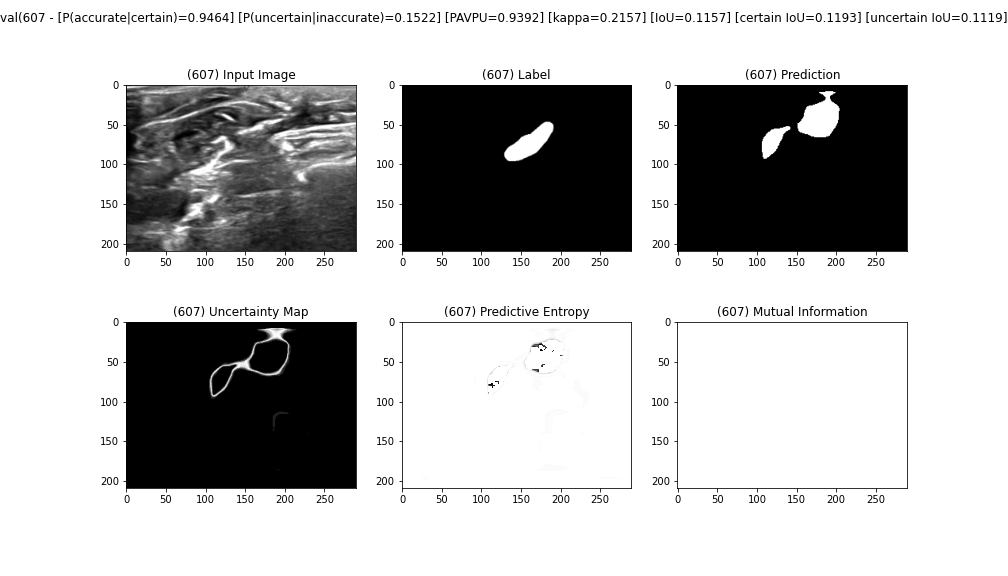 val(607 - [P(accurate|certain)=0.9464] [P(uncertain|inaccurate)=0.1522] [PAVPU=0.9392] [kappa=0.2157] [IoU=0.1157] [certain IoU=0.1193] [uncertain IoU=0.1119]
(607) Input Image
0
50
100
150
200
0 50 100 150 200 250
(607) Label
0
50
100
150
200
0 50 100 150 200 250
(607) Prediction
0
50
100
150
200
0 50 100 150 200 250
(607) Uncertainty Map
0
50
100
150
200
0 50 100 150 200 250
(607) Predictive Entropy
0
50
100
150
200
0 50 100 150 200 250
(607) Mutual Information
0
50
100
150
200
0 50 100 150 200 250